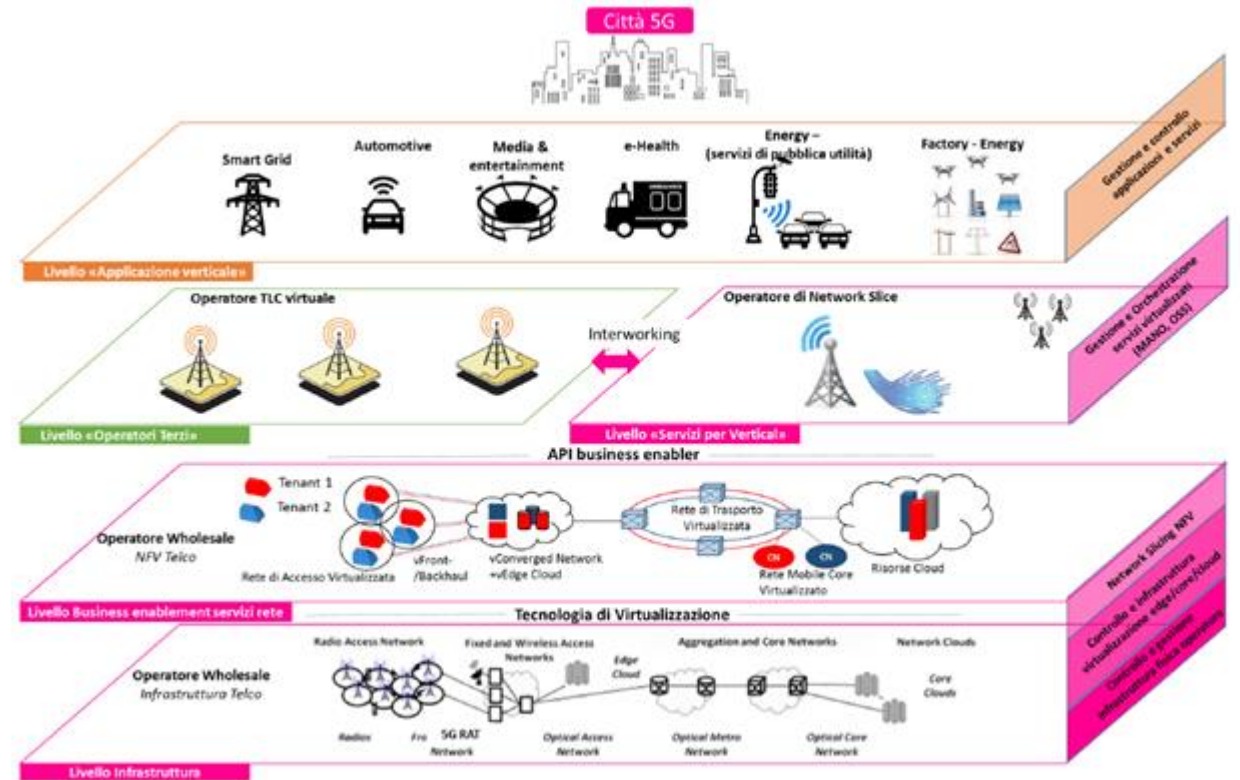 Città 5G
Smart Grid
Automotive
Media &
entertainment
e-Health
Energy –
(servizi di pubblica utilità)
Factory - Energy
Gestione e controllo
applicazioni e servizi
Livello «Applicazione verticale»
Operatore TLC virtuale
Interworking
Operatore di Network Slice
Gestione e Orchestrazione
servizi virtualizzati
(MANO, OSS)
Livello «Operatori Terzi»
Livello «Servizi per Vertical»
API business enabler
Tenant 1
Tenant 2
Operatore Wholesale
NFV Telco
Rete di Accesso Virtualizzata
vFront-
/Backhaul
vConverged Network
+vEdge Cloud
Rete di Trasporto
Virtualizzata
CN
CN
Rete Mobile Core
Virtualizzato
Risorse Cloud
Network Slicing NFV
Controllo e infrastruttura
virtualizzazione edge/core/cloud
Controllo e gestione
infrastruttura fisica operatore
Livello Business enablement servizi rete
Tecnologia di Virtualizzazione
Radio Access Network
Fixed and Wireless Access
Networks
Aggregation and Core Networks
Network Clouds
Operatore Wholesale
Infrastruttura Telco
Edge
Cloud
Core
Clouds
Radios
Fro
5G RAT
Network
Optical Access
Network
Optical Metro
Network
Optical Core
Network
Livello Infrastruttura